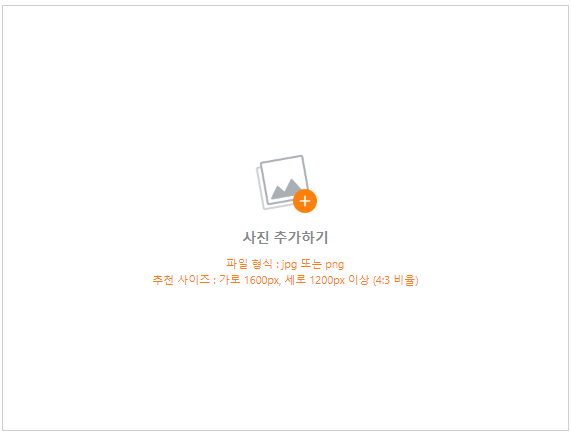 사진 추가하기
파일 형식 : jpg 또는 png
추천 사이즈 : 가로 1600px, 세로 1200px 이상 (4:3 비율)